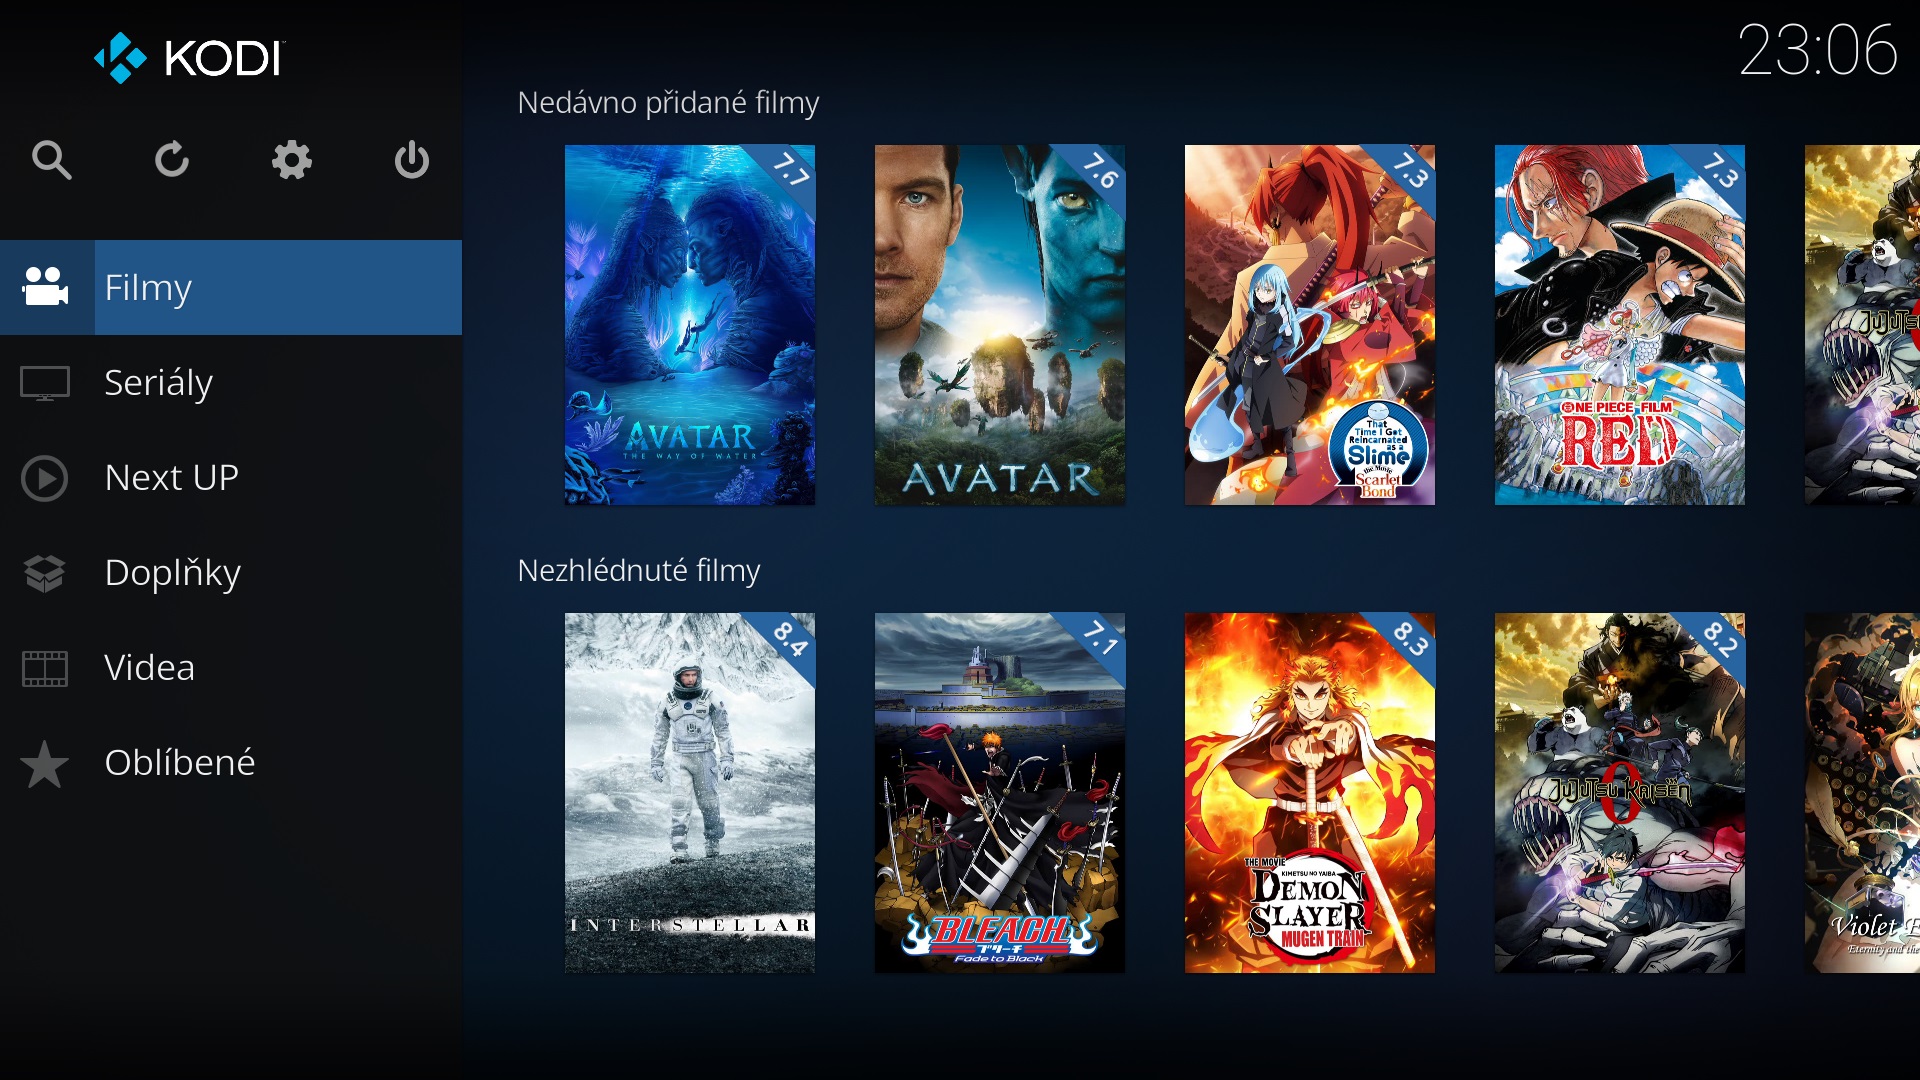 KODI
23:06
Filmy
Seriály
Next UP
Doplňky
Videa
Oblíbené
Nedávno přidané filmy
7.7
AVATAR
THE WAY OF WATER
7.6
AVATAR
7.3
That
Time I Got
Reincarnated
as a
Slime
the Movie
Scarlet
Bond
7.3
ONE PIECE FILM
RED
Nezhlédnuté filmy
8.4
INTERSTELLAR
7.1
BLEACH
ブリーチ
Fade to Black
8.3
THE MOVIE
KIMETSU NO YAIBA
DEMON
SLAYER
MUGEN TRAIN
8.2
JUJUTSU KAISEN
0
Violet
Eternity and the